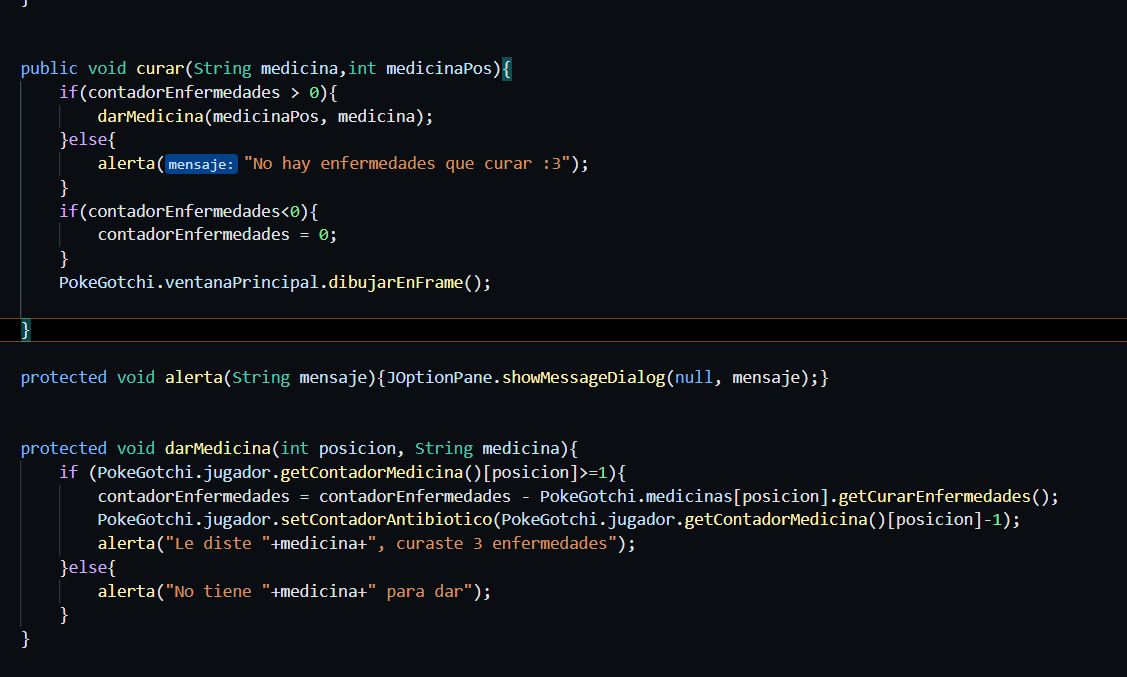 }
public void curar(String medicina,int medicinaPos){
if(contadorEnfermedades > 0){
darMedicina(medicinaPos, medicina);
}else{
alerta(mensaje: "No hay enfermedades que curar :3");
}
if(contadorEnfermedades<0){
contadorEnfermedades = 0;
}
PokeGotchi.ventanaPrincipal.dibujarEnFrame();
}
protected void alerta(String mensaje){JOptionPane.showMessageDialog(null, mensaje);}
protected void darMedicina(int posicion, String medicina){
if (PokeGotchi.jugador.getContadorMedicina()[posicion]>=1){
contadorEnfermedades = contadorEnfermedades - PokeGotchi.medicinas[posicion].getCurarEnfermedades();
PokeGotchi.jugador.setContadorAntibiotico(PokeGotchi.jugador.getContadorMedicina()[posicion]-1);
alerta("Le diste "+medicina+", curaste 3 enfermedades");
}else{
alerta("No tiene "+medicina+" para dar");
}
}